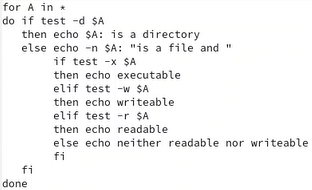 for A in *
do if test -d $A
then echo $A: is a directory
else echo -n $A: "is a file and "
if test -x $A
then echo executable
elif test -w $A
then echo writeable
elif test -r $A
then echo readable
else echo neither readable nor writeable
fi
fi
done